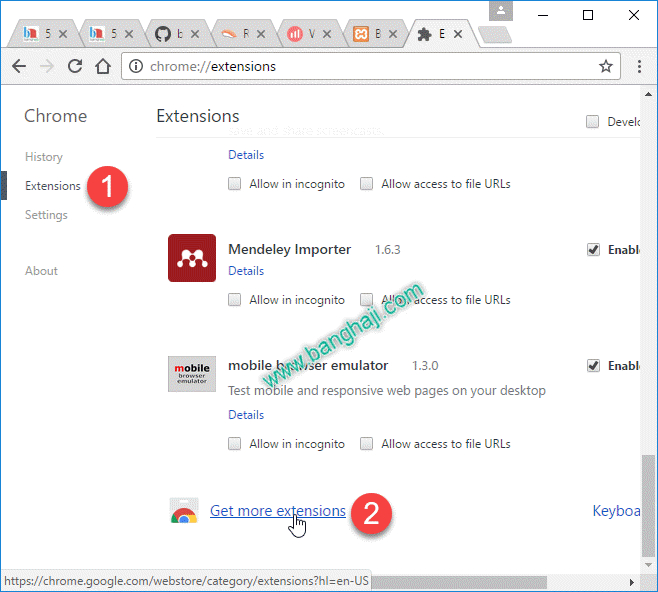 5
5
b
R
V
B
E
chrome://extensions
Chrome
Extensions
Develo
save and share screencasts.
Details
Allow in incognito
Allow access to file URLs
History
Extensions
1
Settings
About
Mendeley Importer
1.6.3
Enabl
Details
Allow in incognito
Allow access to file URLs
www.banghaji.com
mobile browser emulator
mobile browser emulator
1.3.0
Enabl
Test mobile and responsive web pages on your desktop
Details
Allow in incognito
Allow access to file URLs
Get more extensions
2
Keyboa
https://chrome.google.com/webstore/category/extensions?hl=en-US